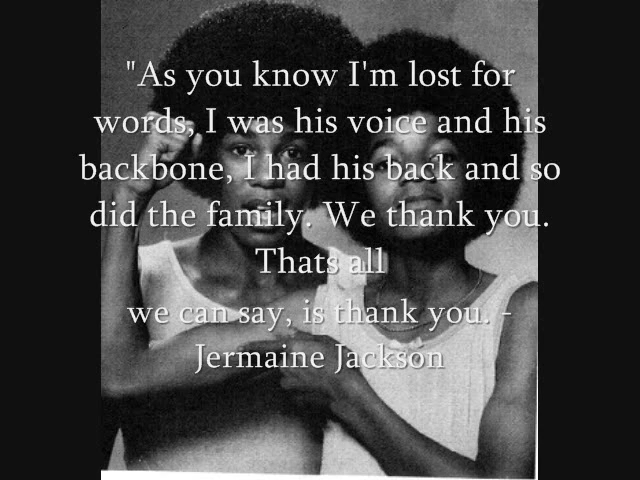 "As you know I'm lost for
words, I was his voice and his
backbone, I had his back and so
did the family. We thank you.
Thats all
we can say, is thank you. -
Jermaine Jackson